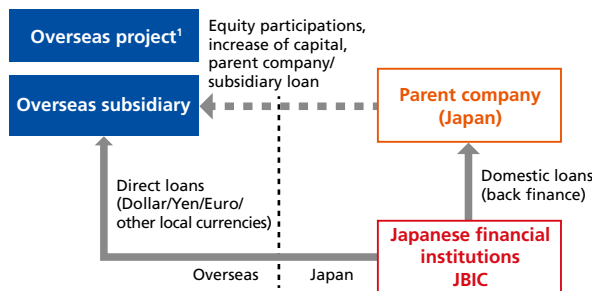 Overseas project¹
Equity participations,
increase of capital,
parent company/
subsidiary loan
Overseas subsidiary
Parent company
(Japan)
Direct loans
(Dollar/Yen/Euro/
other local currencies)
Domestic loans
(back finance)
Japanese financial
institutions
JBIC
Overseas
Japan